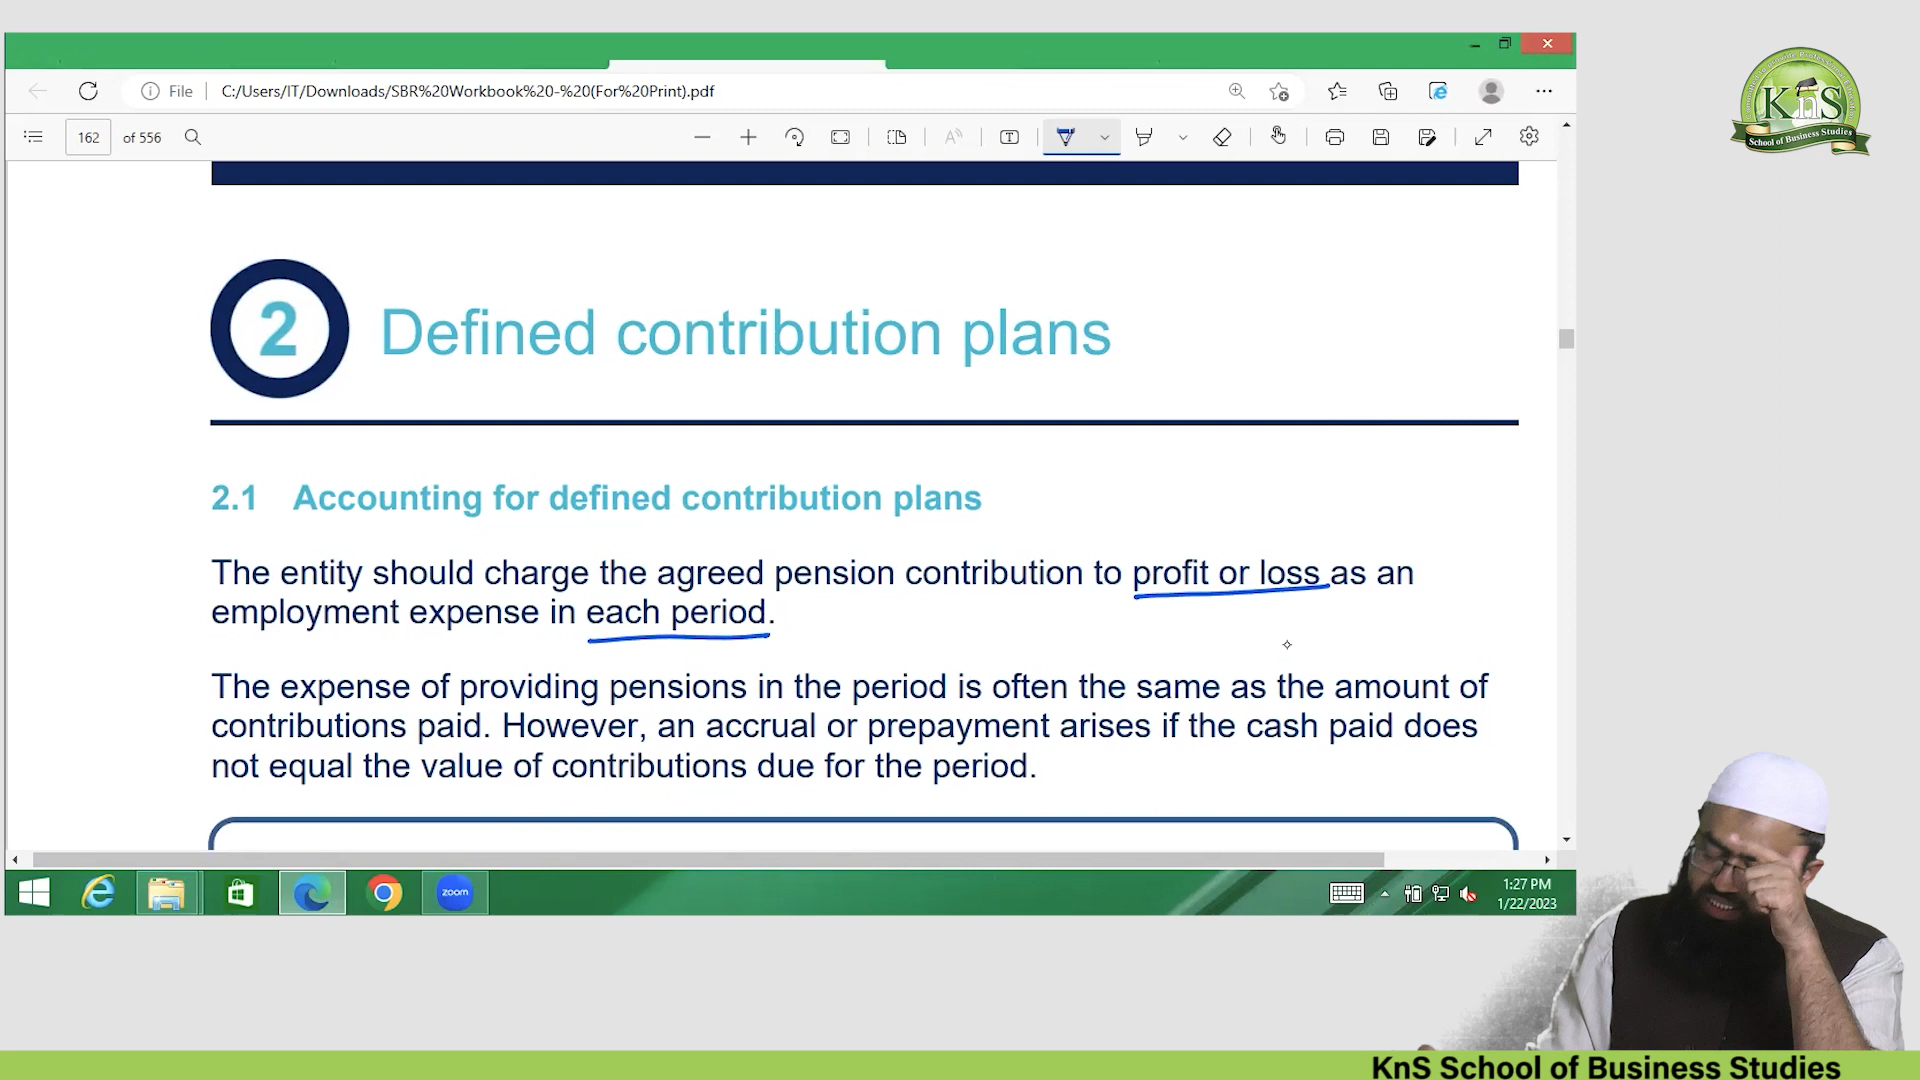 File
C:/Users/IT/Downloads/SBR%20Workbook%20-%20(For%20Print).pdf
162 of 556
2 Defined contribution plans
2.1 Accounting for defined contribution plans
The entity should charge the agreed pension contribution to profit or loss as an
employment expense in each period.
The expense of providing pensions in the period is often the same as the amount of
contributions paid. However, an accrual or prepayment arises if the cash paid does
not equal the value of contributions due for the period.
zoom
1:27 PM
1/22/2023
KnS
School of Business Studies
KnS School of Business Studies